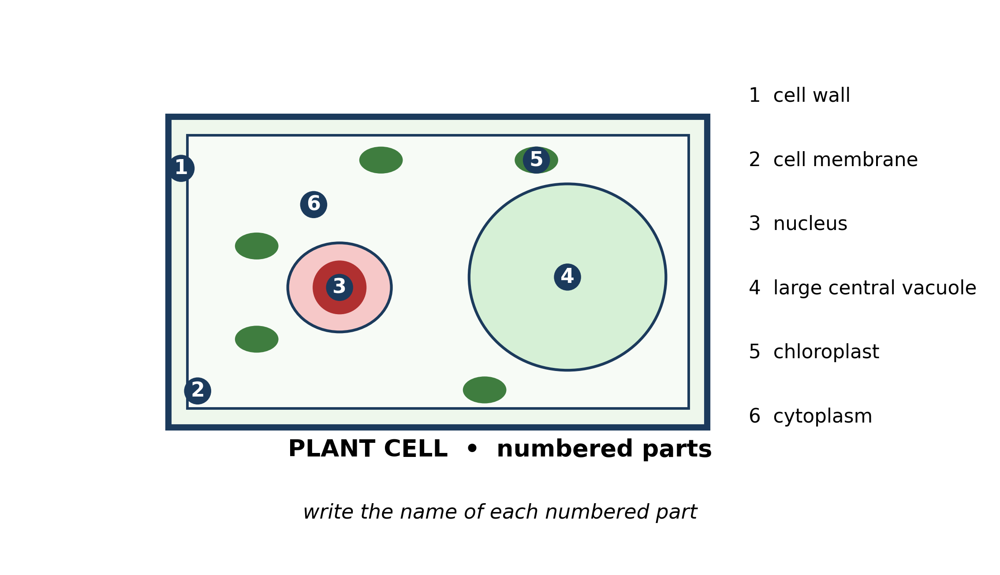 1
5
6
3
4
2
1 cell wall
2 cell membrane
3 nucleus
4 large central vacuole
5 chloroplast
6 cytoplasm
PLANT CELL • numbered parts
write the name of each numbered part